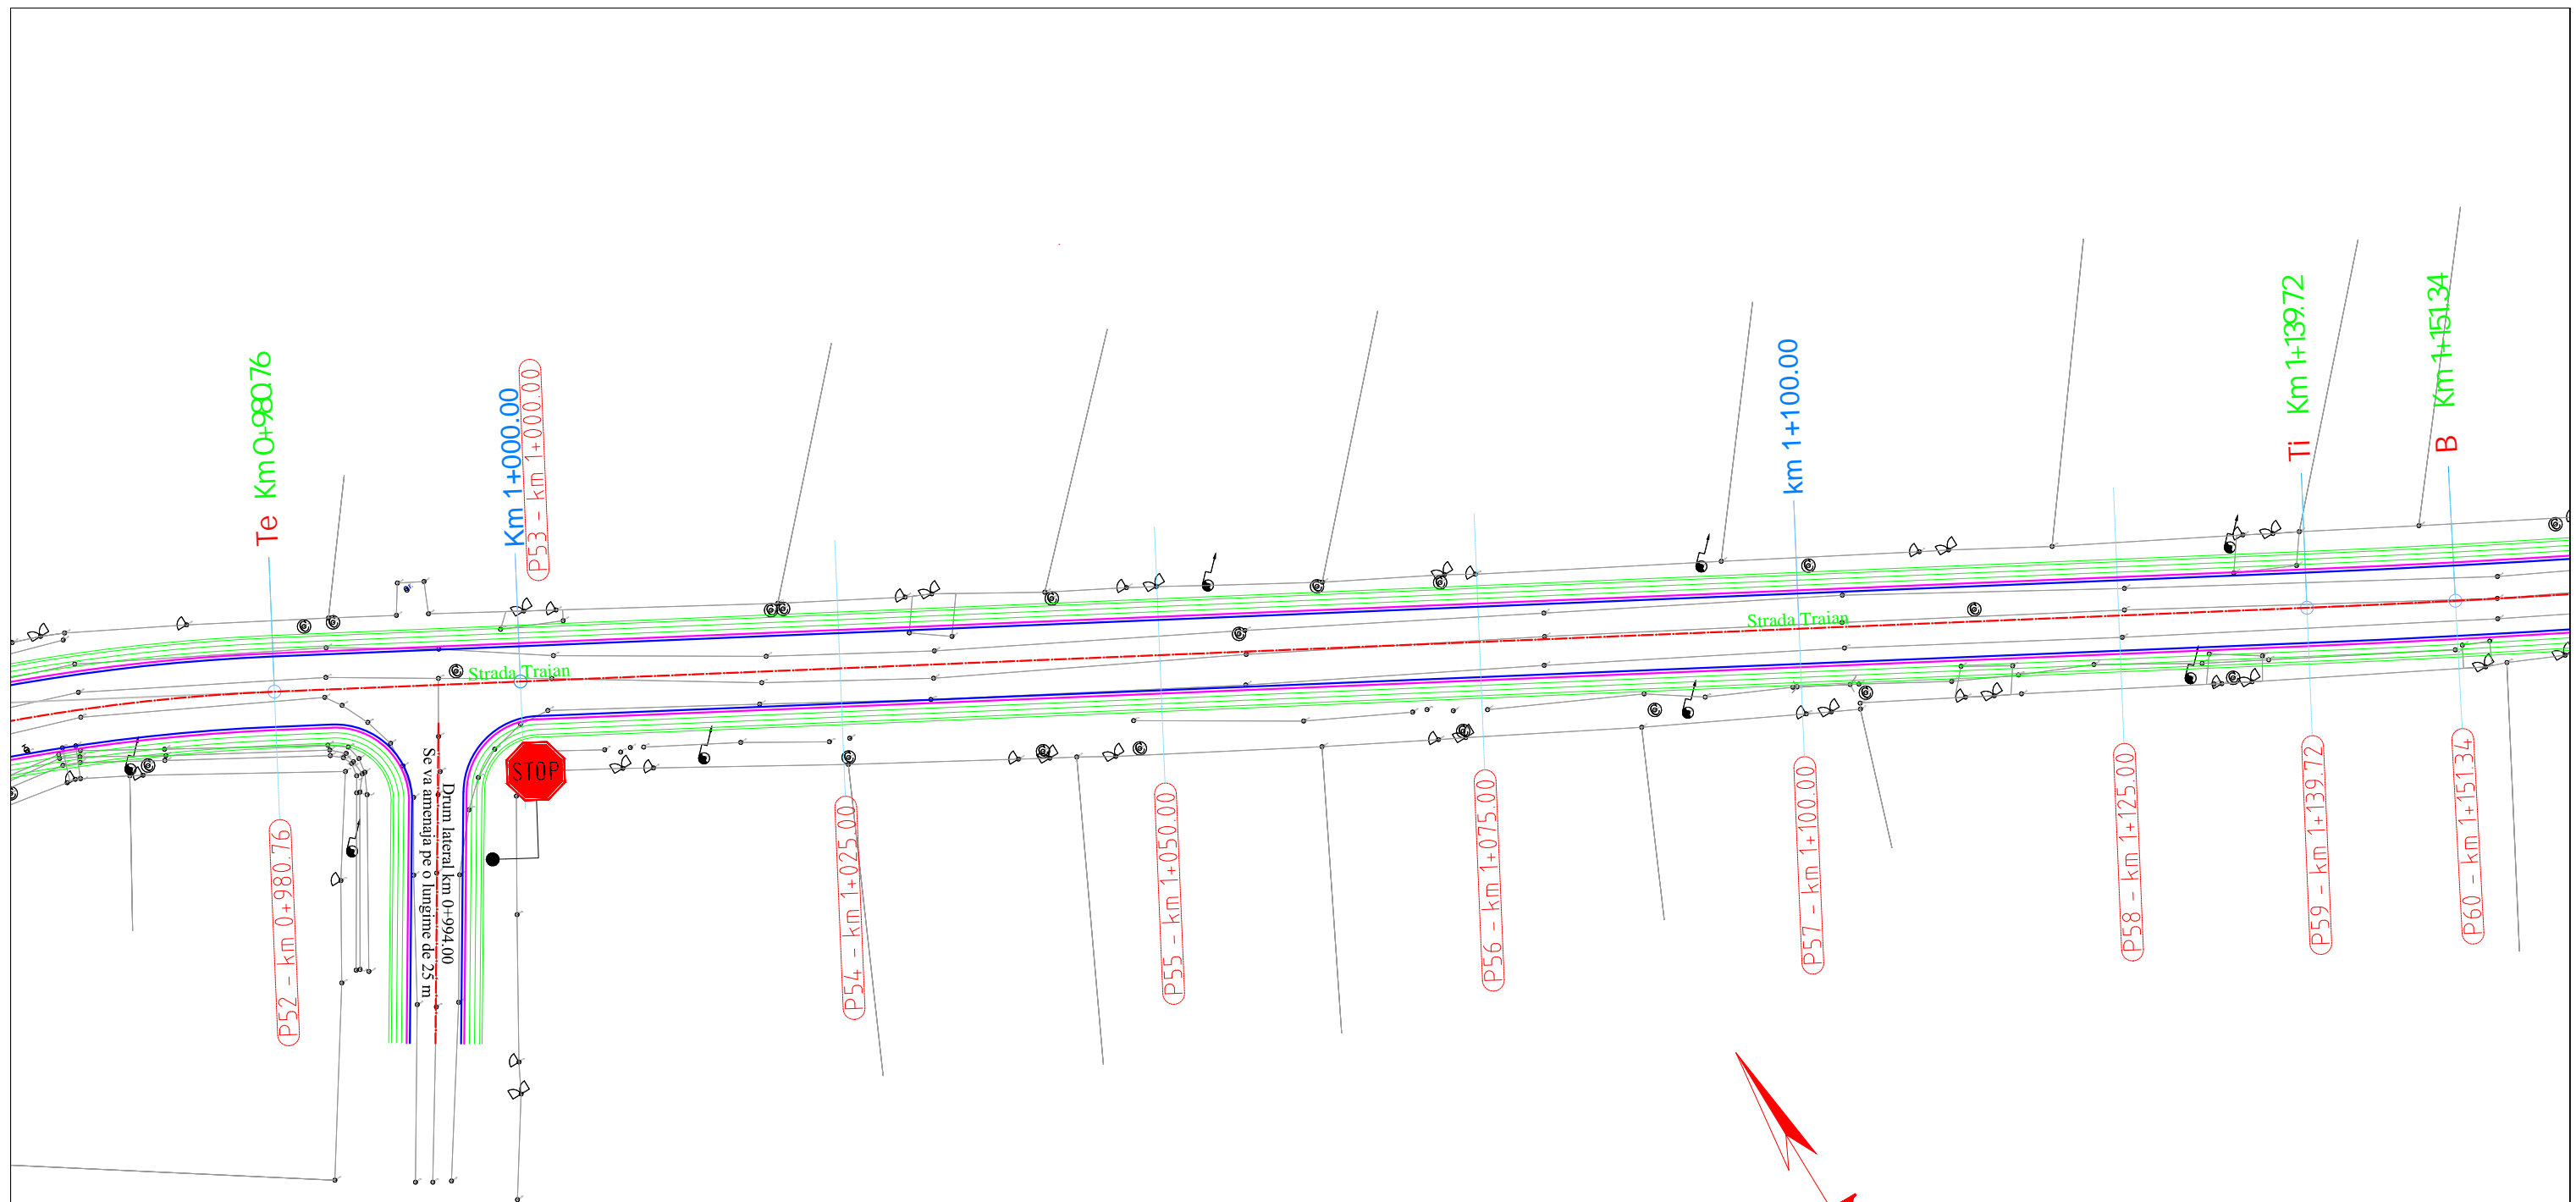 Te Km 0+980.76
Km 1+000.00
P53 - km 1+000.00
km 1+100.00
Ti Km 1+139.72
B Km 1+151.34
Strada Traian
Strada Traian
STOP
Drum lateral km 0+994.00
Se va amenaja pe o lungime de 25 m
P52 - km 0+980.76
P54 - km 1+025.00
P55 - km 1+050.00
P56 - km 1+075.00
P57 - km 1+100.00
P58 - km 1+125.00
P59 - km 1+139.72
P60 - km 1+151.34